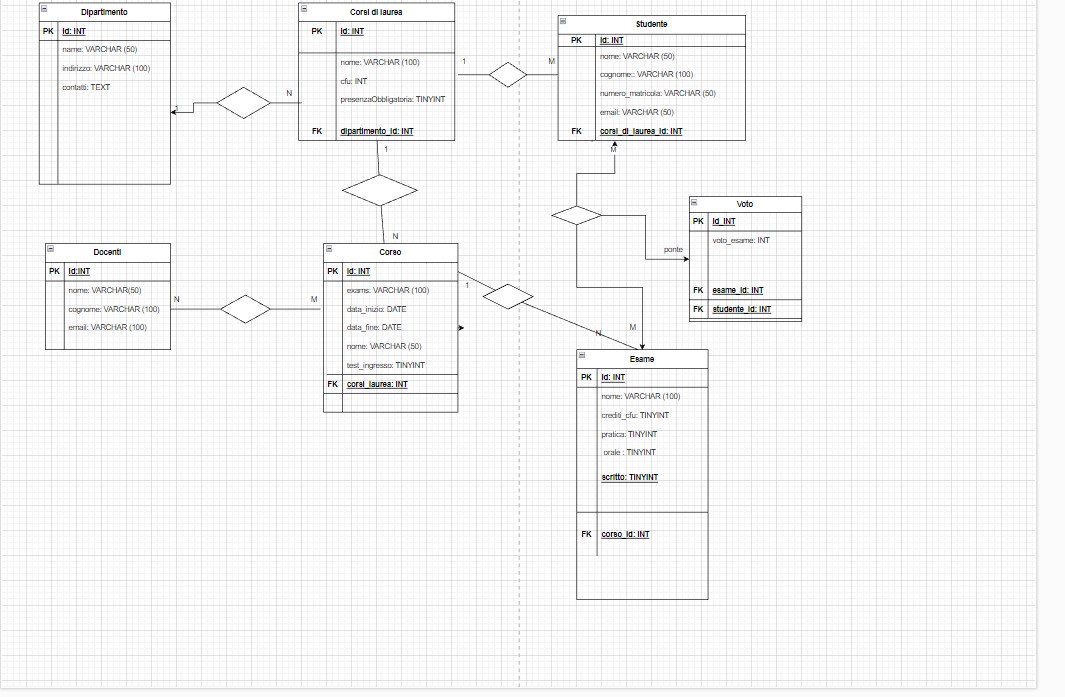 Dipartimento
PK id: INT
name: VARCHAR (50)
indirizzo: VARCHAR (100)
contatti: TEXT
1
N
Corsi di laurea
PK id: INT
nome: VARCHAR (100)
cfu: INT
presenzaObbligatoria: TINYINT
FK dipartimento_id: INT
1
M
Studente
PK id: INT
nome: VARCHAR (50)
cognome:: VARCHAR (100)
numero_matricola: VARCHAR (50)
email: VARCHAR (50)
FK corsi_di_laurea_id: INT
1
N
M
ponte
M
Voto
PK id_INT
voto_esame: INT
FK esame_id: INT
FK studente_id: INT
Docenti
PK id:INT
nome: VARCHAR(50)
cognome: VARCHAR (100)
email: VARCHAR (100)
N
M
Corso
PK id: INT
exams: VARCHAR (100)
data_inizio: DATE
data_fine: DATE
nome: VARCHAR (50)
test_ingresso: TINYINT
FK corsi_laurea: INT
1
N
Esame
PK id: INT
nome: VARCHAR (100)
crediti_cfu: TINYINT
pratica: TINYINT
orale : TINYINT
scritto: TINYINT
FK corso_id: INT